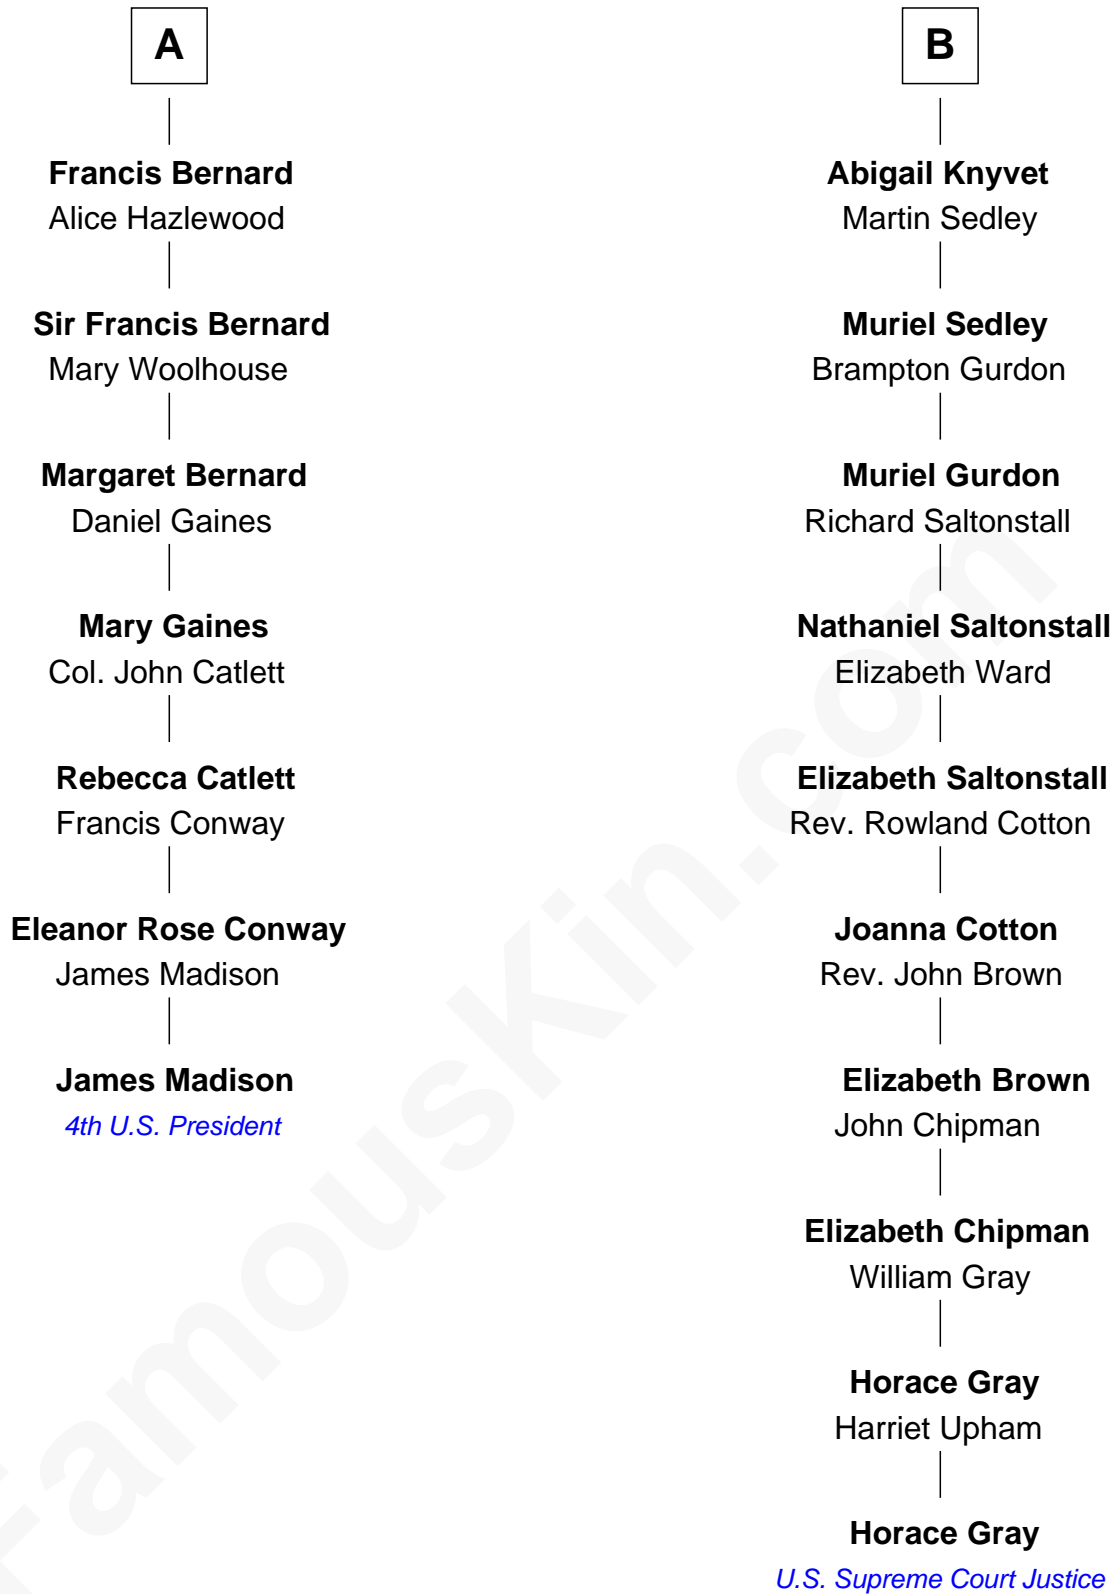 A
Francis Bernard
Alice Hazlewood
Sir Francis Bernard
Mary Woolhouse
Margaret Bernard
Daniel Gaines
Mary Gaines
Col. John Catlett
Rebecca Catlett
Francis Conway
Eleanor Rose Conway
James Madison
James Madison
4th U.S. President
B
Abigail Knyvet
Martin Sedley
Muriel Sedley
Brampton Gurdon
Muriel Gurdon
Richard Saltonstall
Nathaniel Saltonstall
Elizabeth Ward
Elizabeth Saltonstall
Rev. Rowland Cotton
Joanna Cotton
Rev. John Brown
Elizabeth Brown
John Chipman
Elizabeth Chipman
William Gray
Horace Gray
Harriet Upham
Horace Gray
U.S. Supreme Court Justice
FamousKin.com